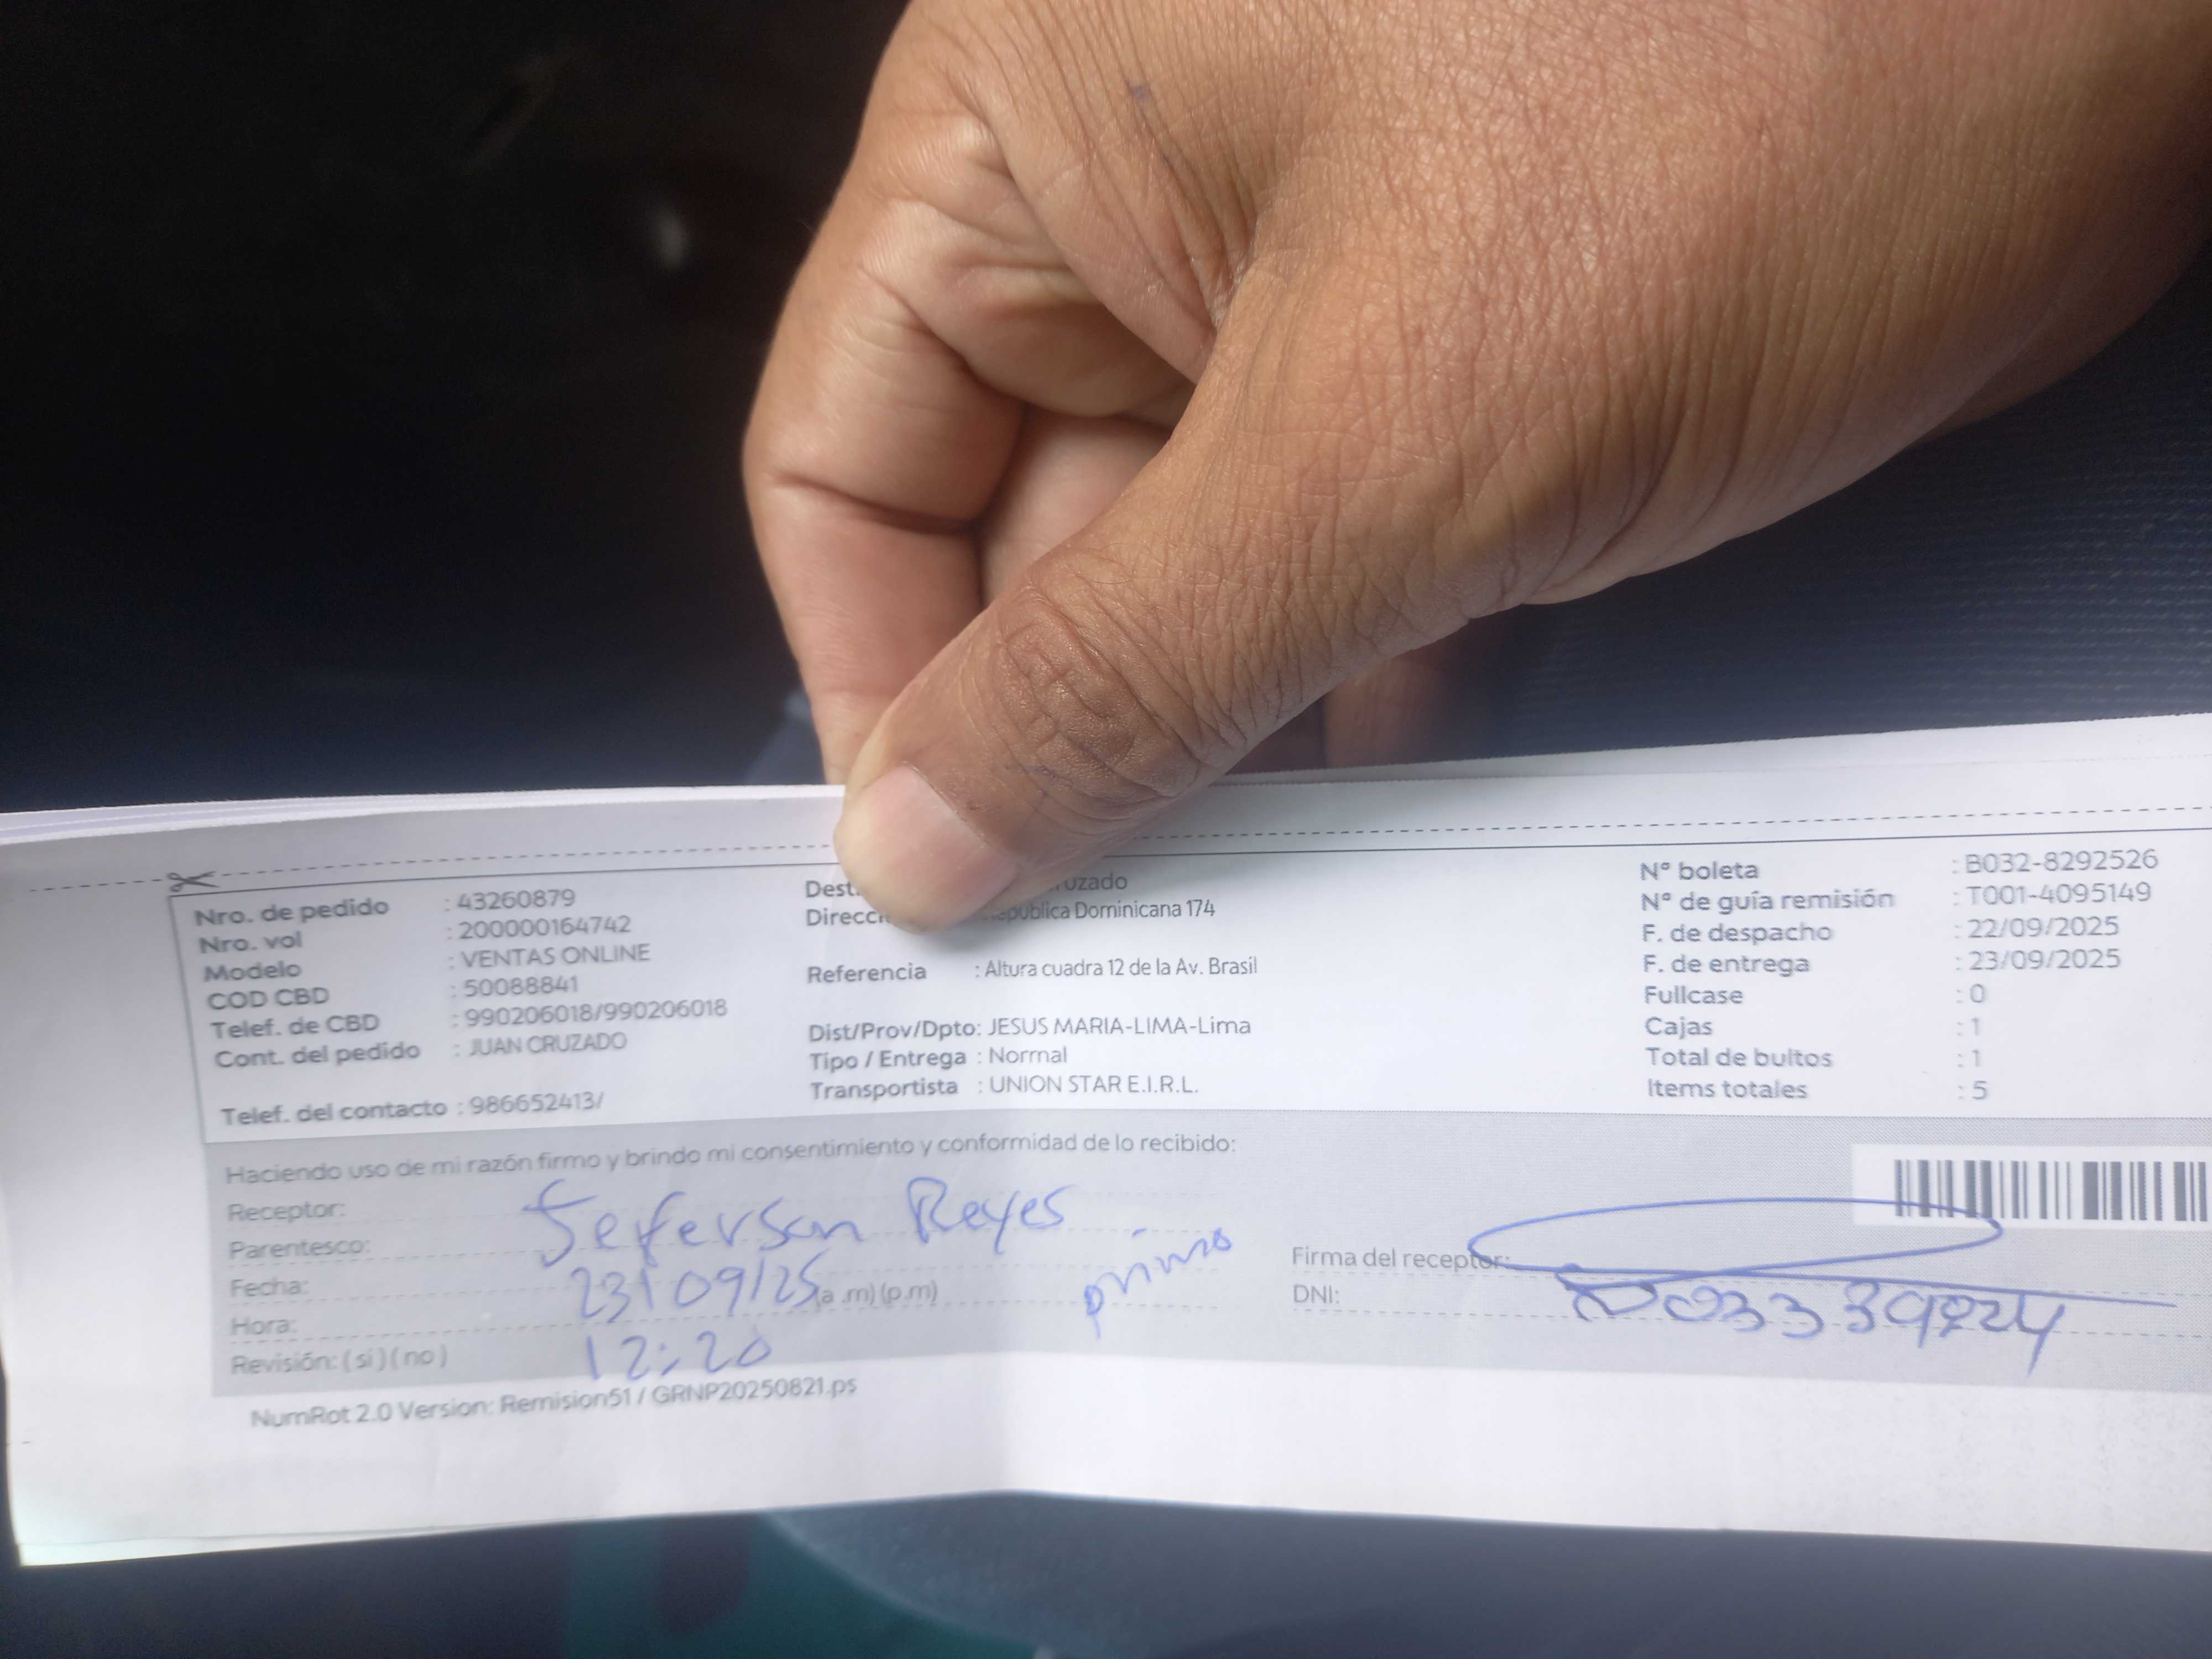 Nro. de pedido : 43260879
Nro. vol : 200000164742
Modelo : VENTAS ONLINE
COD CBD : 50088841
Telef. de CBD : 990206018/990206018
Cont. del pedido : JUAN CRUZADO
Telef. del contacto : 986652413/
Dest.
Dominicana 174
Referencia : Altura cuadra 12 de la Av. Brasil
Dist/Prov/Dpto: JESUS MARIA-LIMA-Lima
Tipo / Entrega : Normal
Transportista : UNION STAR E.I.R.L.
N° boleta : B032-8292526
N° de guía remisión : T001-4095149
F. de despacho : 22/09/2025
F. de entrega : 23/09/2025
Fullcase : 0
Cajas : 1
Total de bultos : 1
Items totales : 5
Haciendo uso de mi razón firmo y brindo mi consentimiento y conformidad de lo recibido:
Receptor: Jeferson Reyes
Parentesco: primo
Fecha: 23/09/25 (a .m) (p.m)
Hora: 12:20
Revisión: ( si ) ( no )
Firma del receptor:
DNI:
NumRot 2.0 Version: Remision51 / GRNP20250821.ps